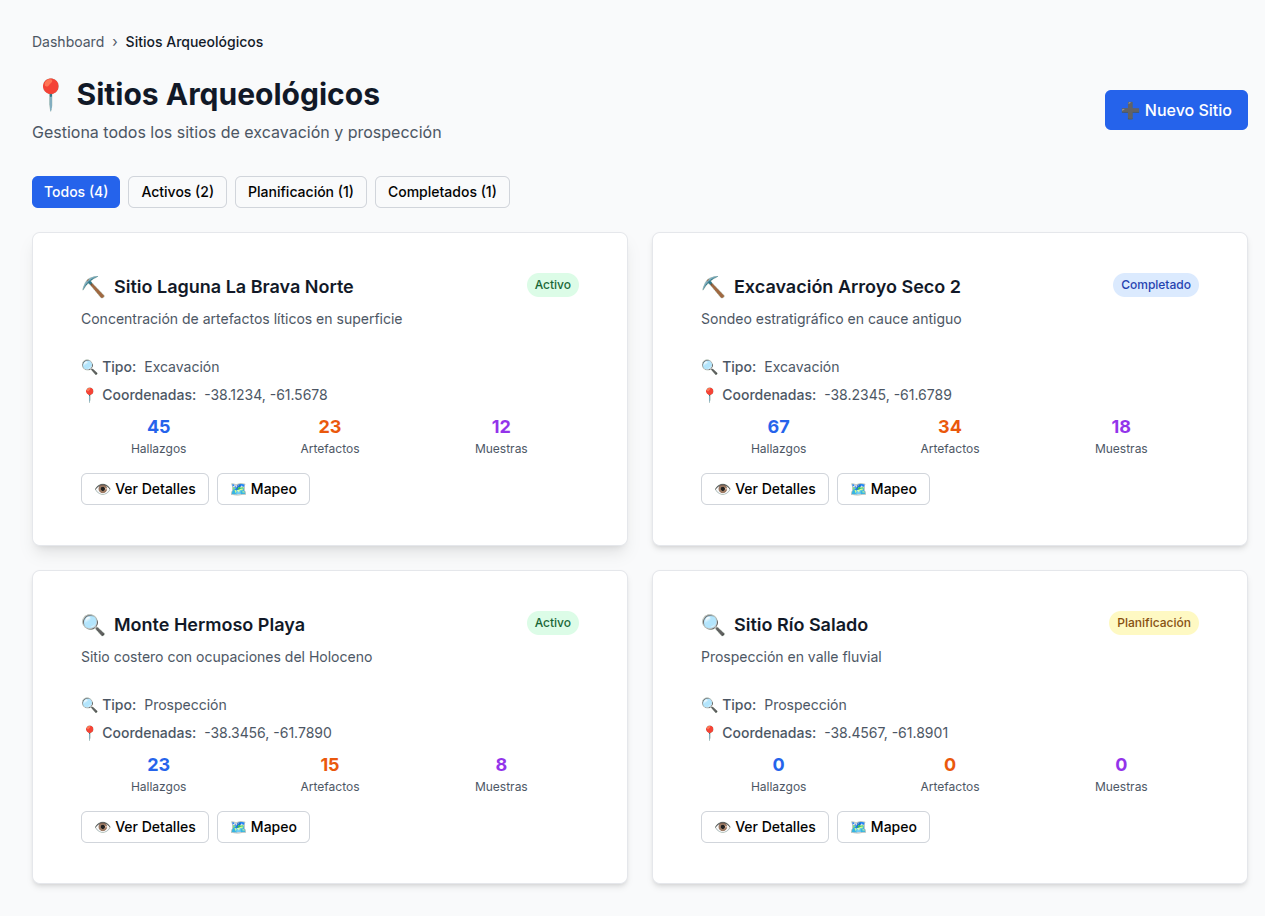 Dashboard › Sitios Arqueológicos
📍 Sitios Arqueológicos
Gestiona todos los sitios de excavación y prospección
➕ Nuevo Sitio
Todos (4) Activos (2) Planificación (1) Completados (1)
⛏️ Sitio Laguna La Brava Norte Activo
Concentración de artefactos líticos en superficie
🔍 Tipo: Excavación
📍 Coordenadas: -38.1234, -61.5678
45 23 12
Hallazgos Artefactos Muestras
👁️ Ver Detalles 🗺️ Mapeo
⛏️ Excavación Arroyo Seco 2 Completado
Sondeo estratigráfico en cauce antiguo
🔍 Tipo: Excavación
📍 Coordenadas: -38.2345, -61.6789
67 34 18
Hallazgos Artefactos Muestras
👁️ Ver Detalles 🗺️ Mapeo
🔍 Monte Hermoso Playa Activo
Sitio costero con ocupaciones del Holoceno
🔍 Tipo: Prospección
📍 Coordenadas: -38.3456, -61.7890
23 15 8
Hallazgos Artefactos Muestras
👁️ Ver Detalles 🗺️ Mapeo
🔍 Sitio Río Salado Planificación
Prospección en valle fluvial
🔍 Tipo: Prospección
📍 Coordenadas: -38.4567, -61.8901
0 0 0
Hallazgos Artefactos Muestras
👁️ Ver Detalles 🗺️ Mapeo